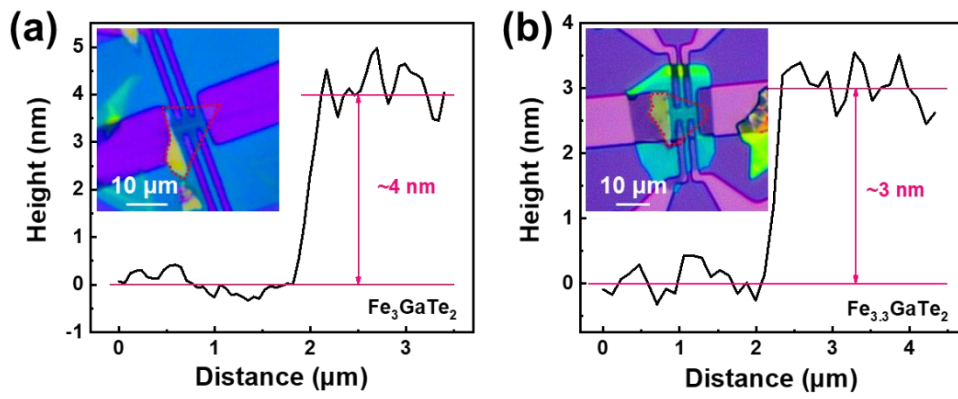 (a)
Height (nm)
5
4
3
2
1
0
-1
10 μm
~4 nm
Fe₃GaTe₂
0
1
2
3
Distance (μm)
(b)
Height (nm)
4
3
2
1
0
10 μm
~3 nm
Fe₃.₃GaTe₂
0
1
2
3
4
Distance (μm)